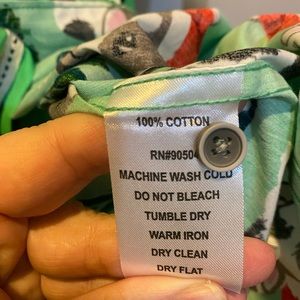 100% COTTON
RN#90504
MACHINE WASH COLD
DO NOT BLEACH
TUMBLE DRY
WARM IRON
DRY CLEAN
DRY FLAT